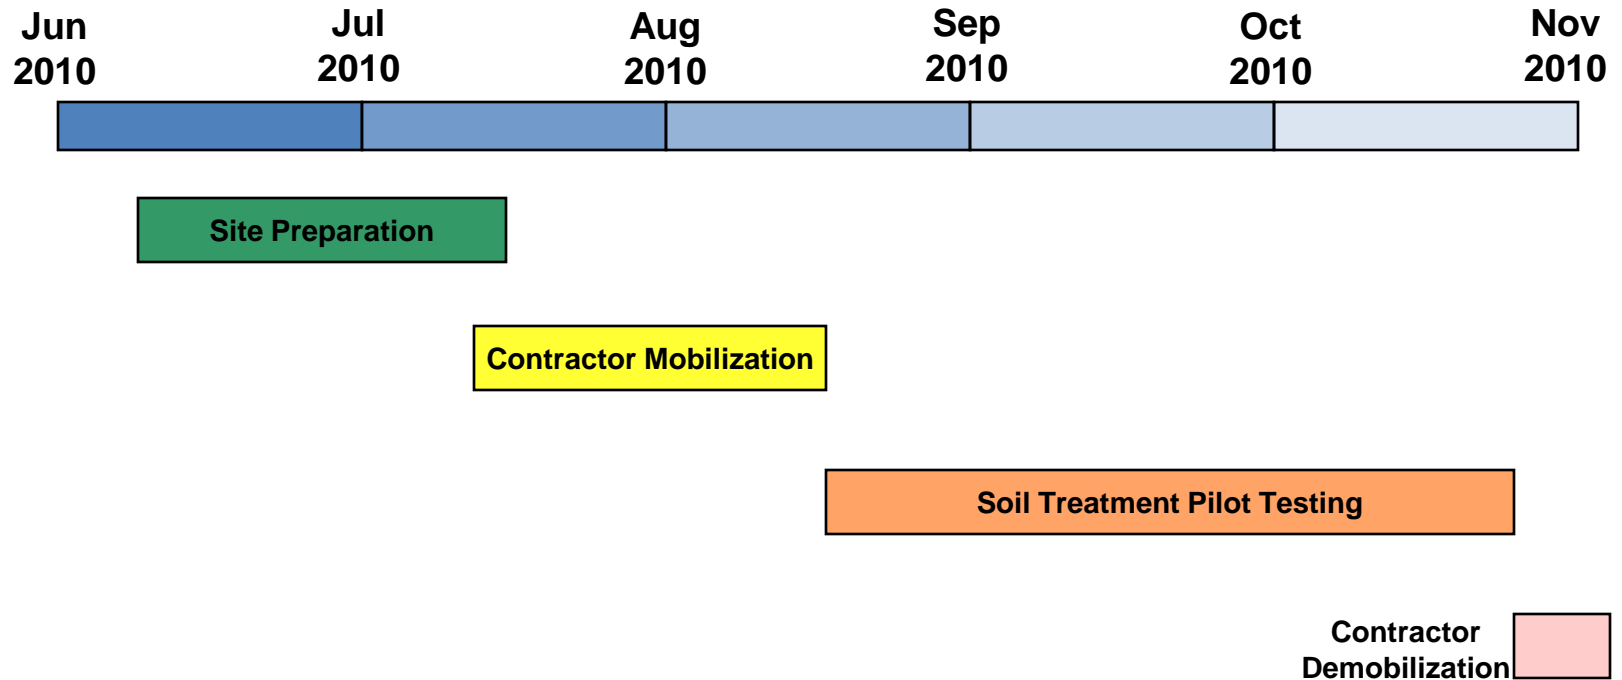 Jun
2010
Jul
2010
Aug
2010
Sep
2010
Oct
2010
Nov
2010
Site Preparation
Contractor Mobilization
Soil Treatment Pilot Testing
Contractor
Demobilization